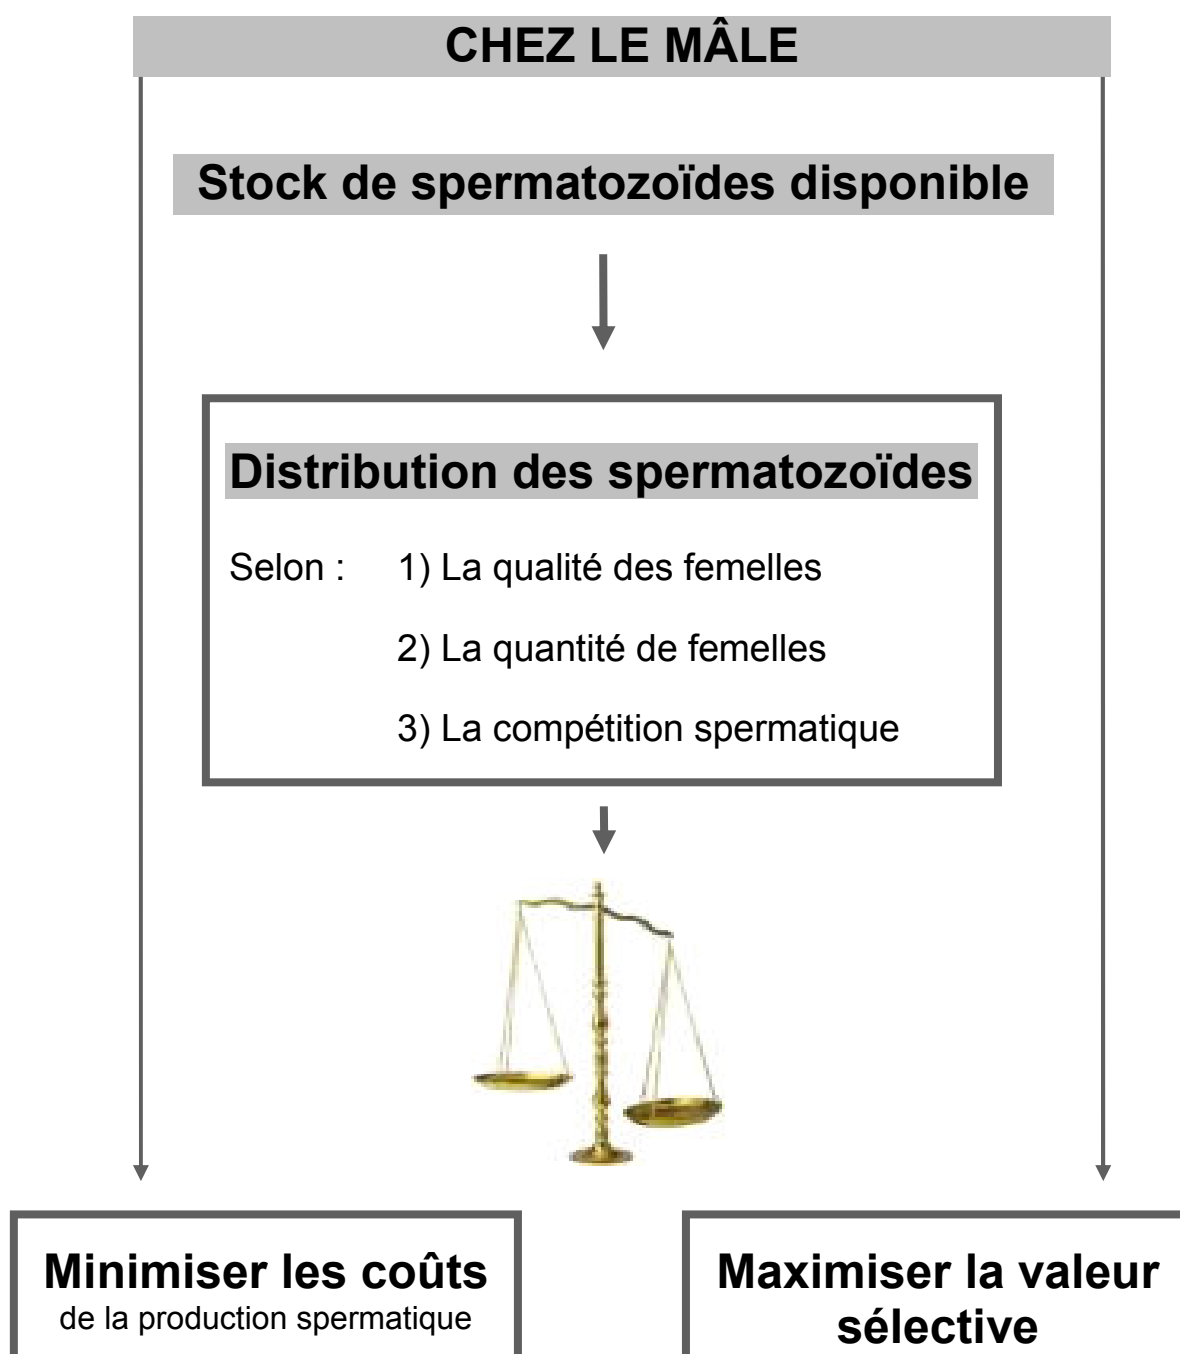 CHEZ LE MÂLE
Stock de spermatozoïdes disponible
Distribution des spermatozoïdes
Selon : 1) La qualité des femelles
2) La quantité de femelles
3) La compétition spermatique
Minimiser les coûts
de la production spermatique
Maximiser la valeur
sélective